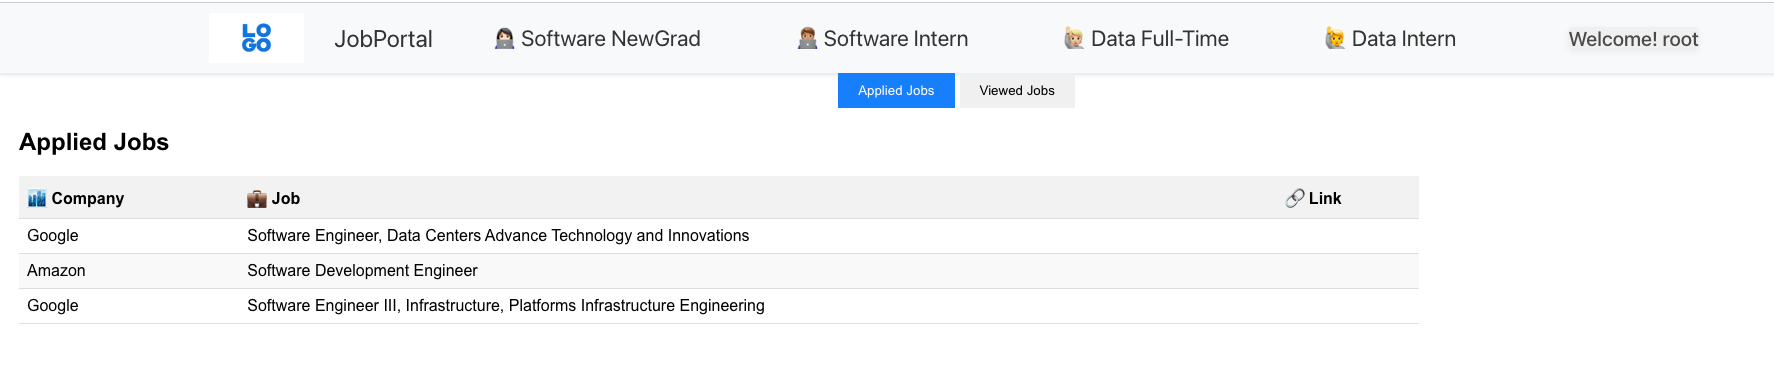 LO
GO
JobPortal 👩🏻‍💻 Software NewGrad 👨🏽‍💻 Software Intern 🙋🏼 Data Full-Time 🙋‍♂️ Data Intern Welcome! root
Applied Jobs Viewed Jobs
Applied Jobs
🏙️ Company 💼 Job 🔗 Link
Google Software Engineer, Data Centers Advance Technology and Innovations
Amazon Software Development Engineer
Google Software Engineer III, Infrastructure, Platforms Infrastructure Engineering